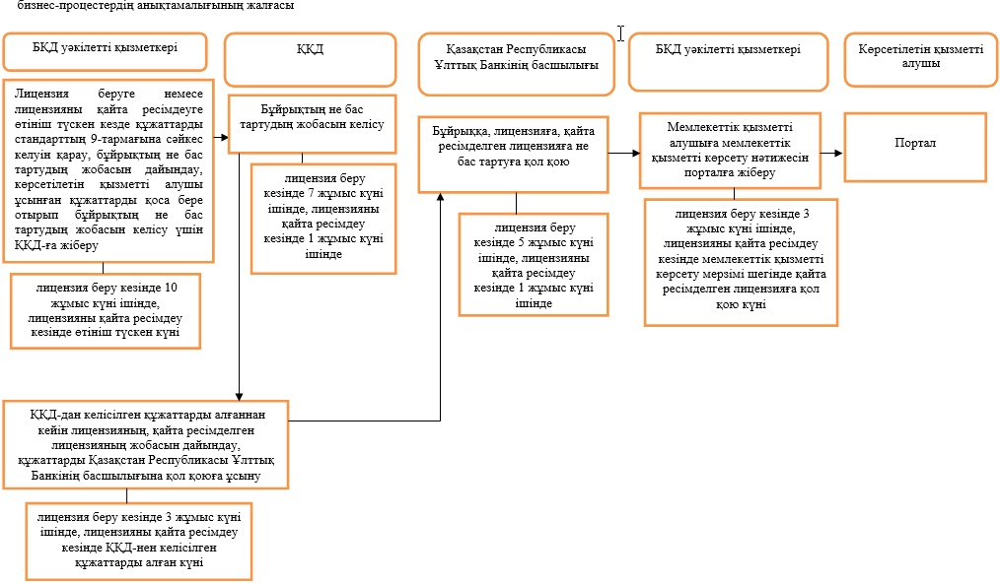 бизнес-процестердің анықтамалығының жалғасы
БҚД уәкілетті қызметкері
ҚҚД
Қазақстан Республикасы
Ұлттық Банкінің басшылығы
БҚД уәкілетті қызметкері
Көрсетілетін қызметті
алушы
Лицензия беруге немесе
лицензияны қайта ресімдеуге
өтініш түскен кезде құжаттарды
стандарттың 9-тармағына сәйкес
келуін қарау, бұйрықтың не бас
тартудың жобасын дайындау,
көрсетілетін қызметті алушы
ұсынған құжаттарды қоса бере
отырып бұйрықтың не бас
тартудың жобасын келісу үшін
ҚҚД-ға жіберу
лицензия беру кезінде 10
жұмыс күні ішінде,
лицензияны қайта ресімдеу
кезінде өтініш түскен күні
Бұйрықтың не бас
тартудың жобасын келісу
лицензия беру
кезінде 7 жұмыс күні
ішінде, лицензияны
қайта ресімдеу
кезінде 1 жұмыс күні
ішінде
Бұйрыққа, лицензияға, қайта
ресімделген лицензияға не
бас тартуға қол қою
лицензия беру
кезінде 5 жұмыс күні
ішінде, лицензияны
қайта ресімдеу
кезінде 1 жұмыс күні
ішінде
Мемлекеттік қызметті
алушыға мемлекеттік
қызметті көрсету нәтижесін
порталға жіберу
лицензия беру кезінде 3
жұмыс күні ішінде,
лицензияны қайта ресімдеу
кезінде мемлекеттік қызметті
көрсету мерзімі шегінде қайта
ресімделген лицензияға қол
қою күні
Портал
ҚҚД-дан келісілген құжаттарды алғаннан
кейін лицензияның, қайта ресімделген
лицензияның жобасын дайындау,
құжаттарды Қазақстан Республикасы Ұлттық
Банкінің басшылығына қол қоюға ұсыну
лицензия беру кезінде 3 жұмыс күні
ішінде, лицензияны қайта ресімдеу
кезінде ҚҚД-нен келісілген
құжаттарды алған күні